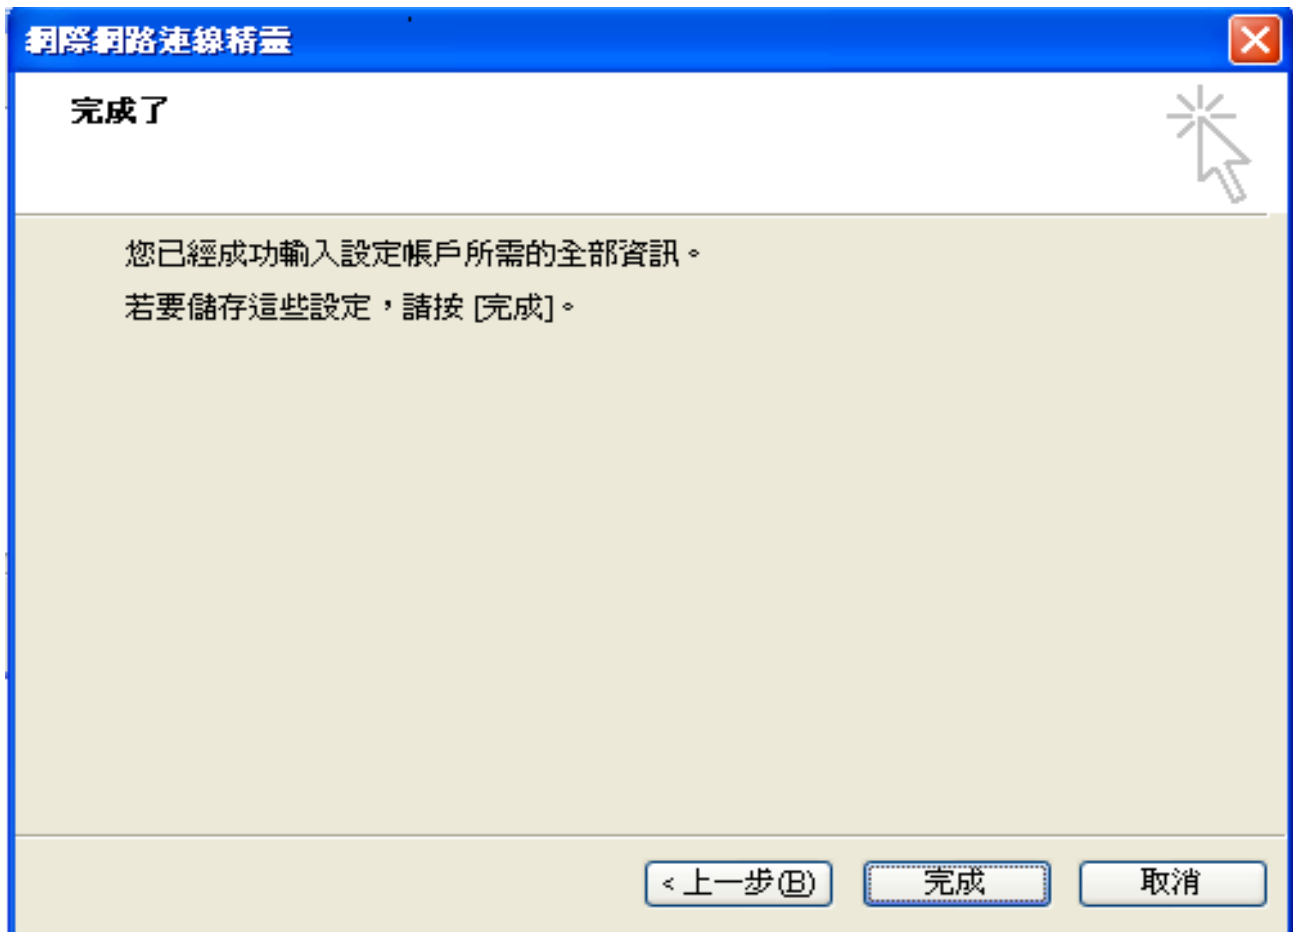 網際網路連線精靈
完成了
您已經成功輸入設定帳戶所需的全部資訊。
若要儲存這些設定，請按 [完成]。
< 上一步(B)
完成
取消